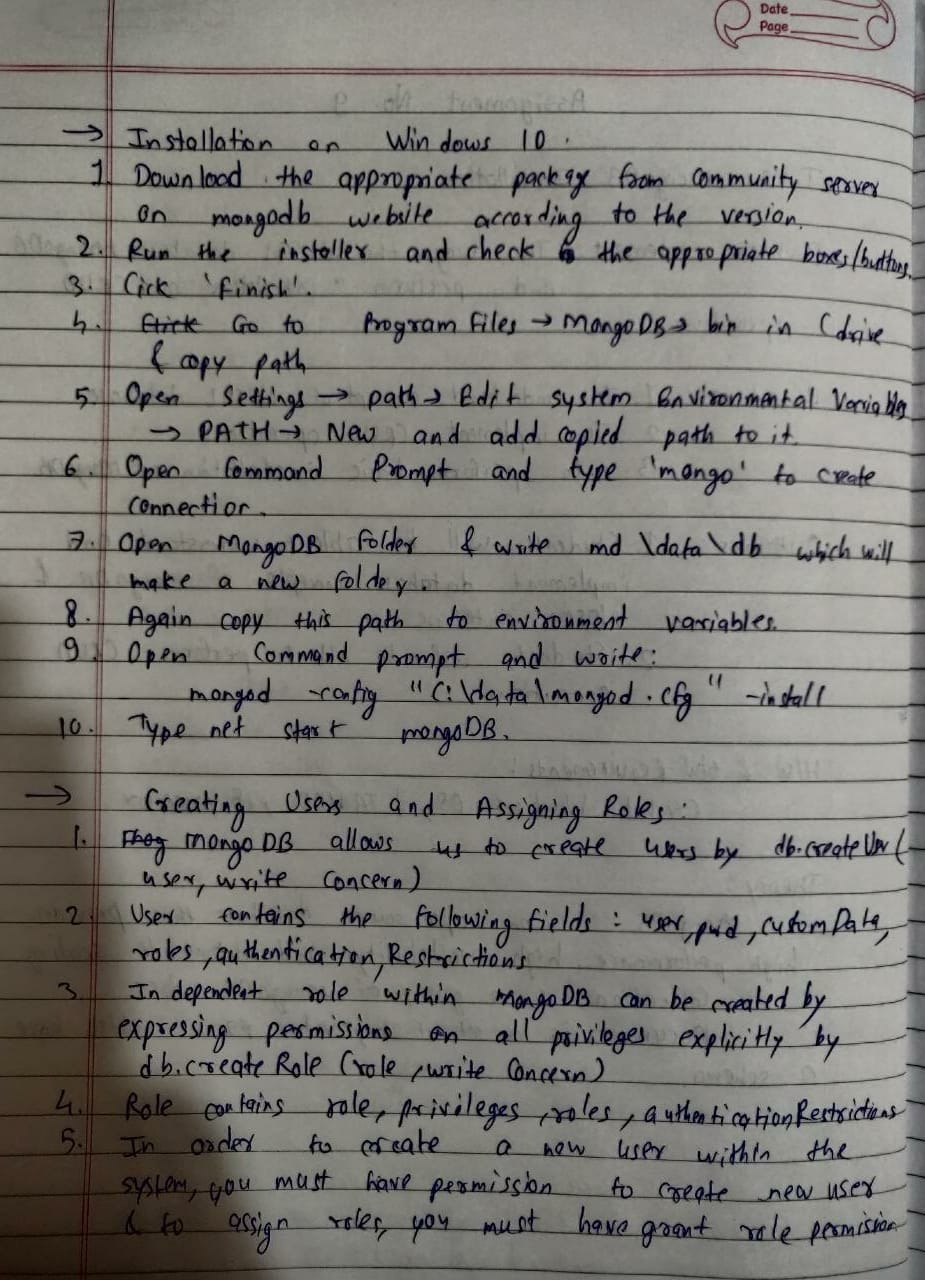 Date
Page
→ Installation on Windows 10.
1. Download the appropriate package from community server
on mongodb website according to the version.
2. Run the installer and check the appropriate boxes/buttons.
3. Cick 'finish'.
4. Go to Program Files → MongoDB → bin in C drive
& copy path
5. Open Settings → path → Edit system Environmental Variables
→ PATH → New and add copied path to it.
6. Open Command Prompt and type 'mongo' to create
connection.
7. Open MongoDB Folder & write md \data\db which will
make a new folder.
8. Again copy this path to environment variables.
9. Open Command prompt and write:
mongod -config "C:\data\mongod.cfg" -install
10. Type net start mongoDB.
→ Creating Users and Assigning Roles:
1. mongo DB allows us to create users by db.createUser(
user, write concern)
2. User contains the following fields : user, pwd, customData,
roles, authentication, Restrictions
3. Independent role within MongoDB can be created by
expressing permissions on all privileges explicitly by
db.create Role (role, write Concern)
4. Role contains role, privileges, roles, authenticationRestrictions
5. In order to create a new user within the
system, you must have permission to create new user
& to assign roles, you must have grant role permission